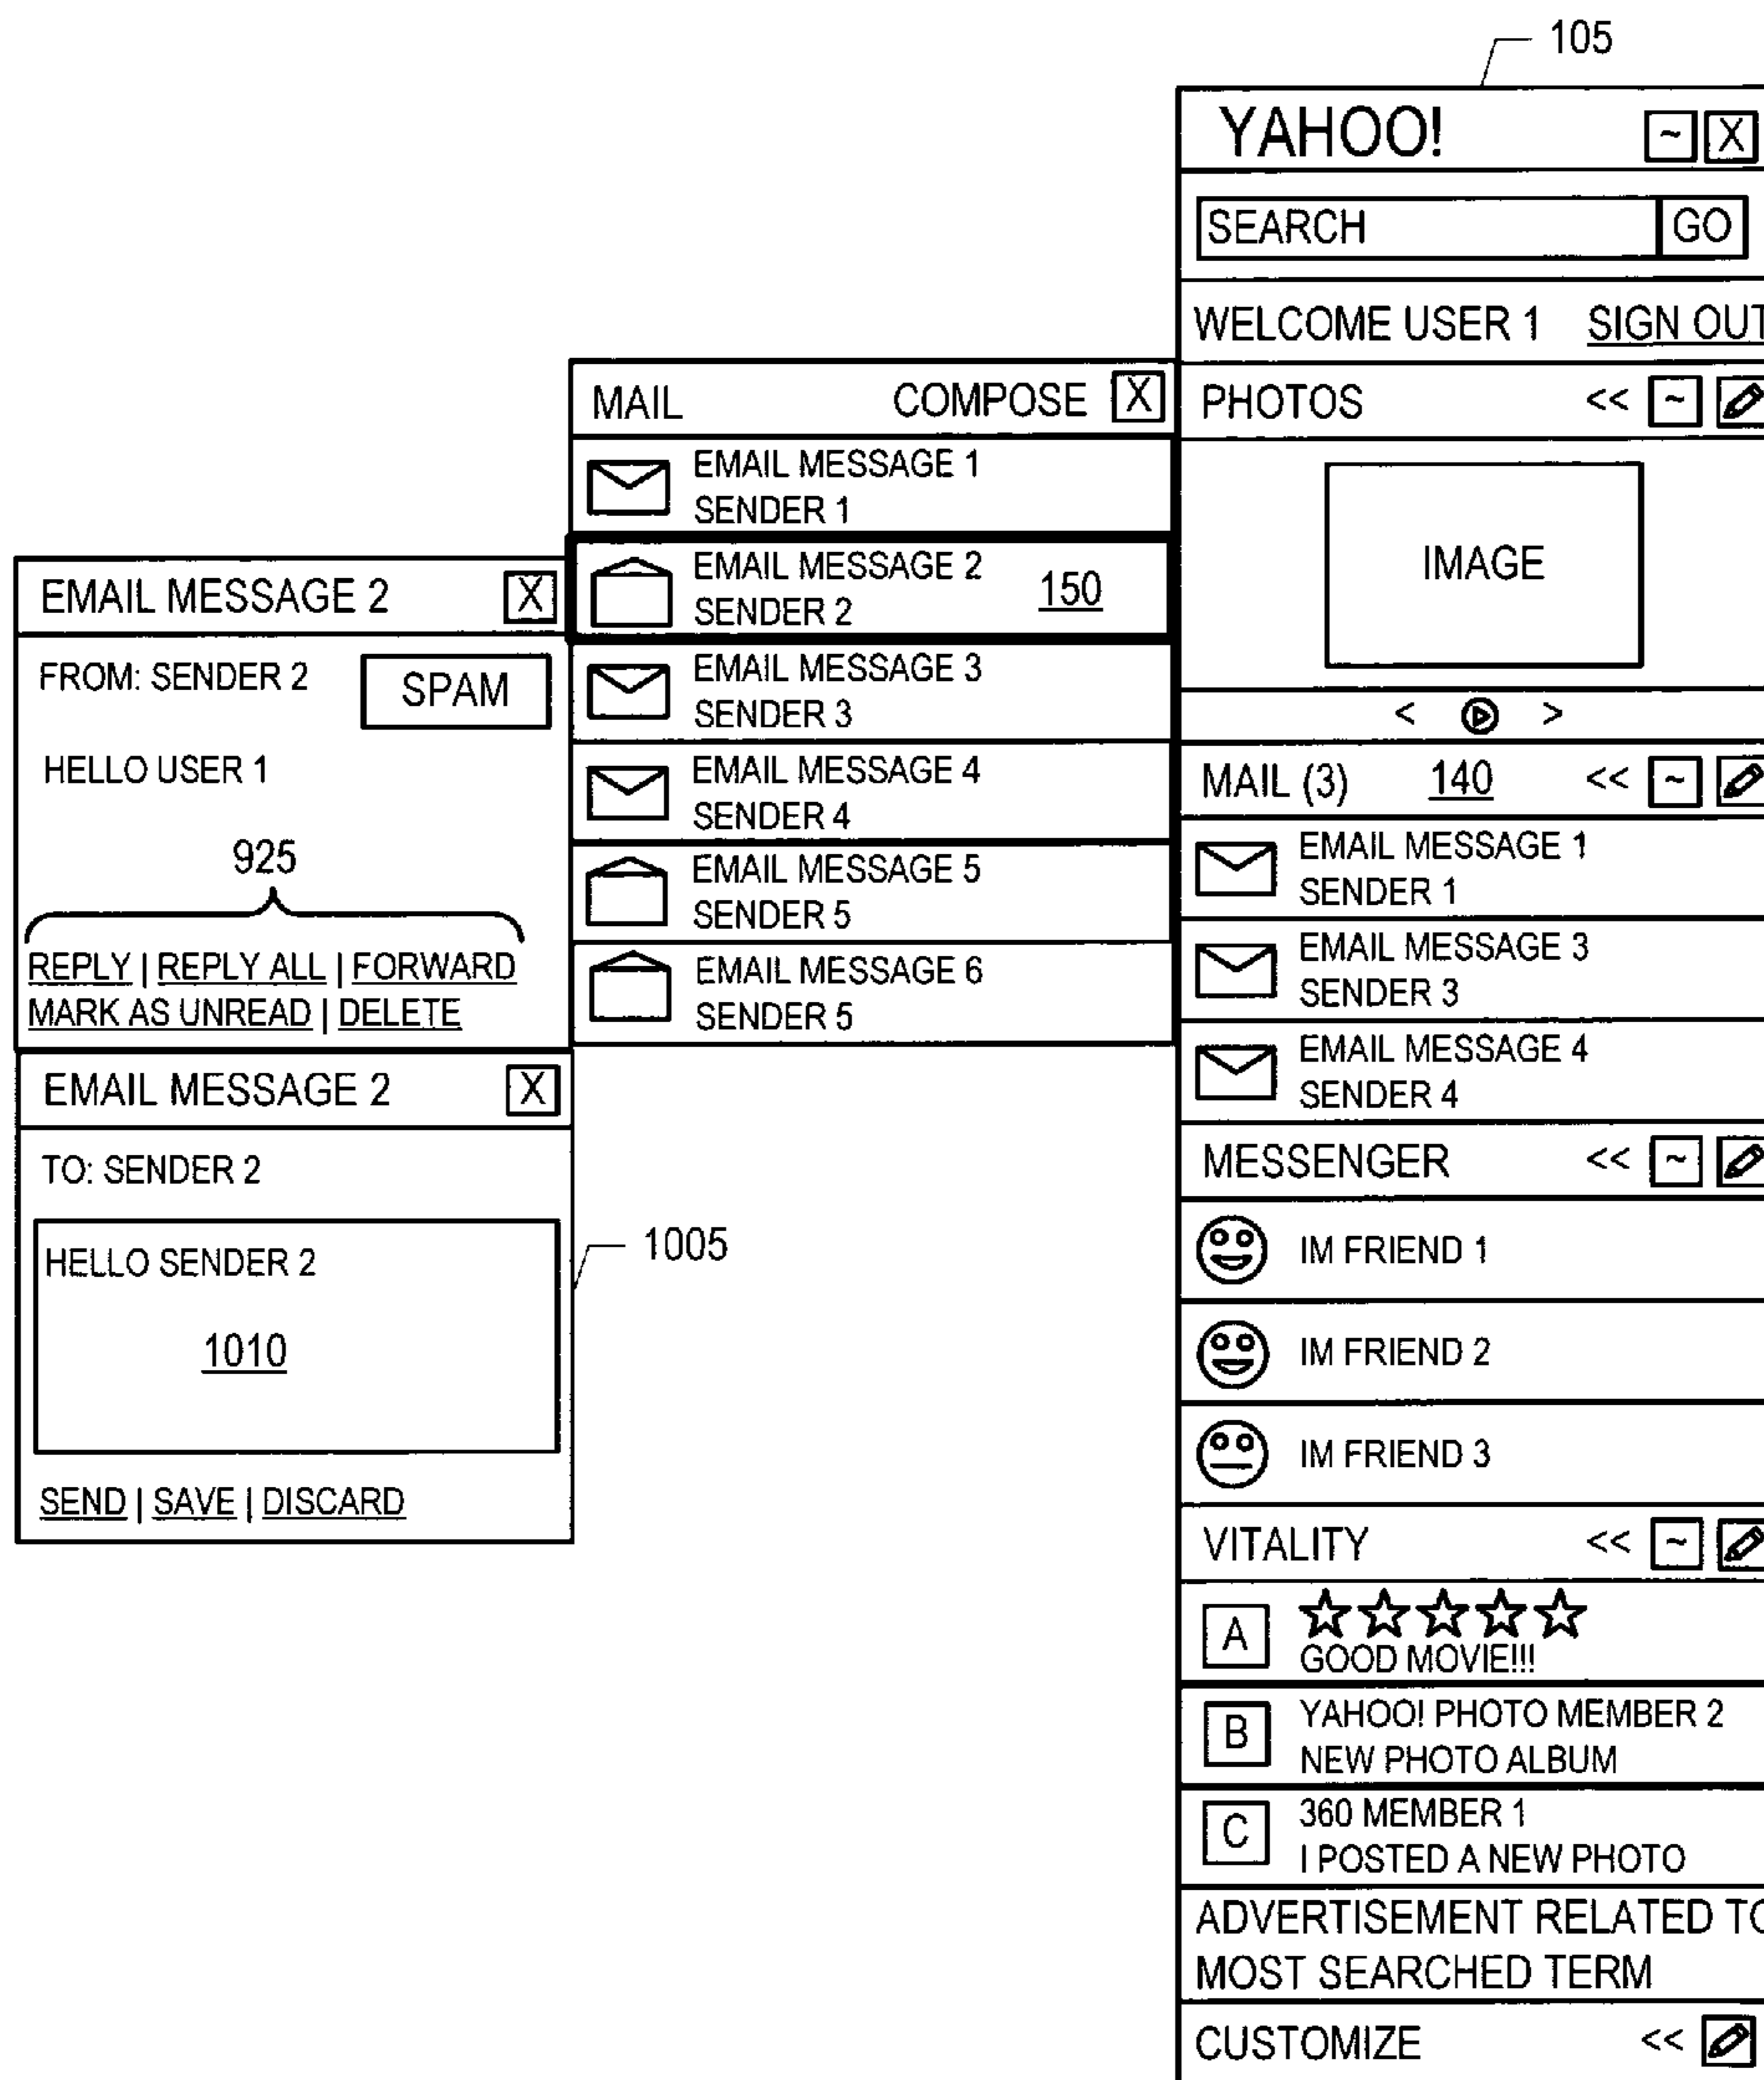 105
YAHOO! ~ X
SEARCH GO
WELCOME USER 1 SIGN OUT
PHOTOS << ~
IMAGE
< >
MAIL (3) 140 << ~
EMAIL MESSAGE 1
SENDER 1
EMAIL MESSAGE 3
SENDER 3
EMAIL MESSAGE 4
SENDER 4
MESSENGER << ~
IM FRIEND 1
IM FRIEND 2
IM FRIEND 3
VITALITY << ~
A
GOOD MOVIE!!!
B YAHOO! PHOTO MEMBER 2
NEW PHOTO ALBUM
C 360 MEMBER 1
I POSTED A NEW PHOTO
ADVERTISEMENT RELATED TO
MOST SEARCHED TERM
CUSTOMIZE <<
MAIL COMPOSE X
EMAIL MESSAGE 1
SENDER 1
EMAIL MESSAGE 2
SENDER 2 150
EMAIL MESSAGE 3
SENDER 3
EMAIL MESSAGE 4
SENDER 4
EMAIL MESSAGE 5
SENDER 5
EMAIL MESSAGE 6
SENDER 5
EMAIL MESSAGE 2 X
FROM: SENDER 2 SPAM
HELLO USER 1
925
REPLY | REPLY ALL | FORWARD
MARK AS UNREAD | DELETE
EMAIL MESSAGE 2 X
TO: SENDER 2
HELLO SENDER 2
1010
1005
SEND | SAVE | DISCARD